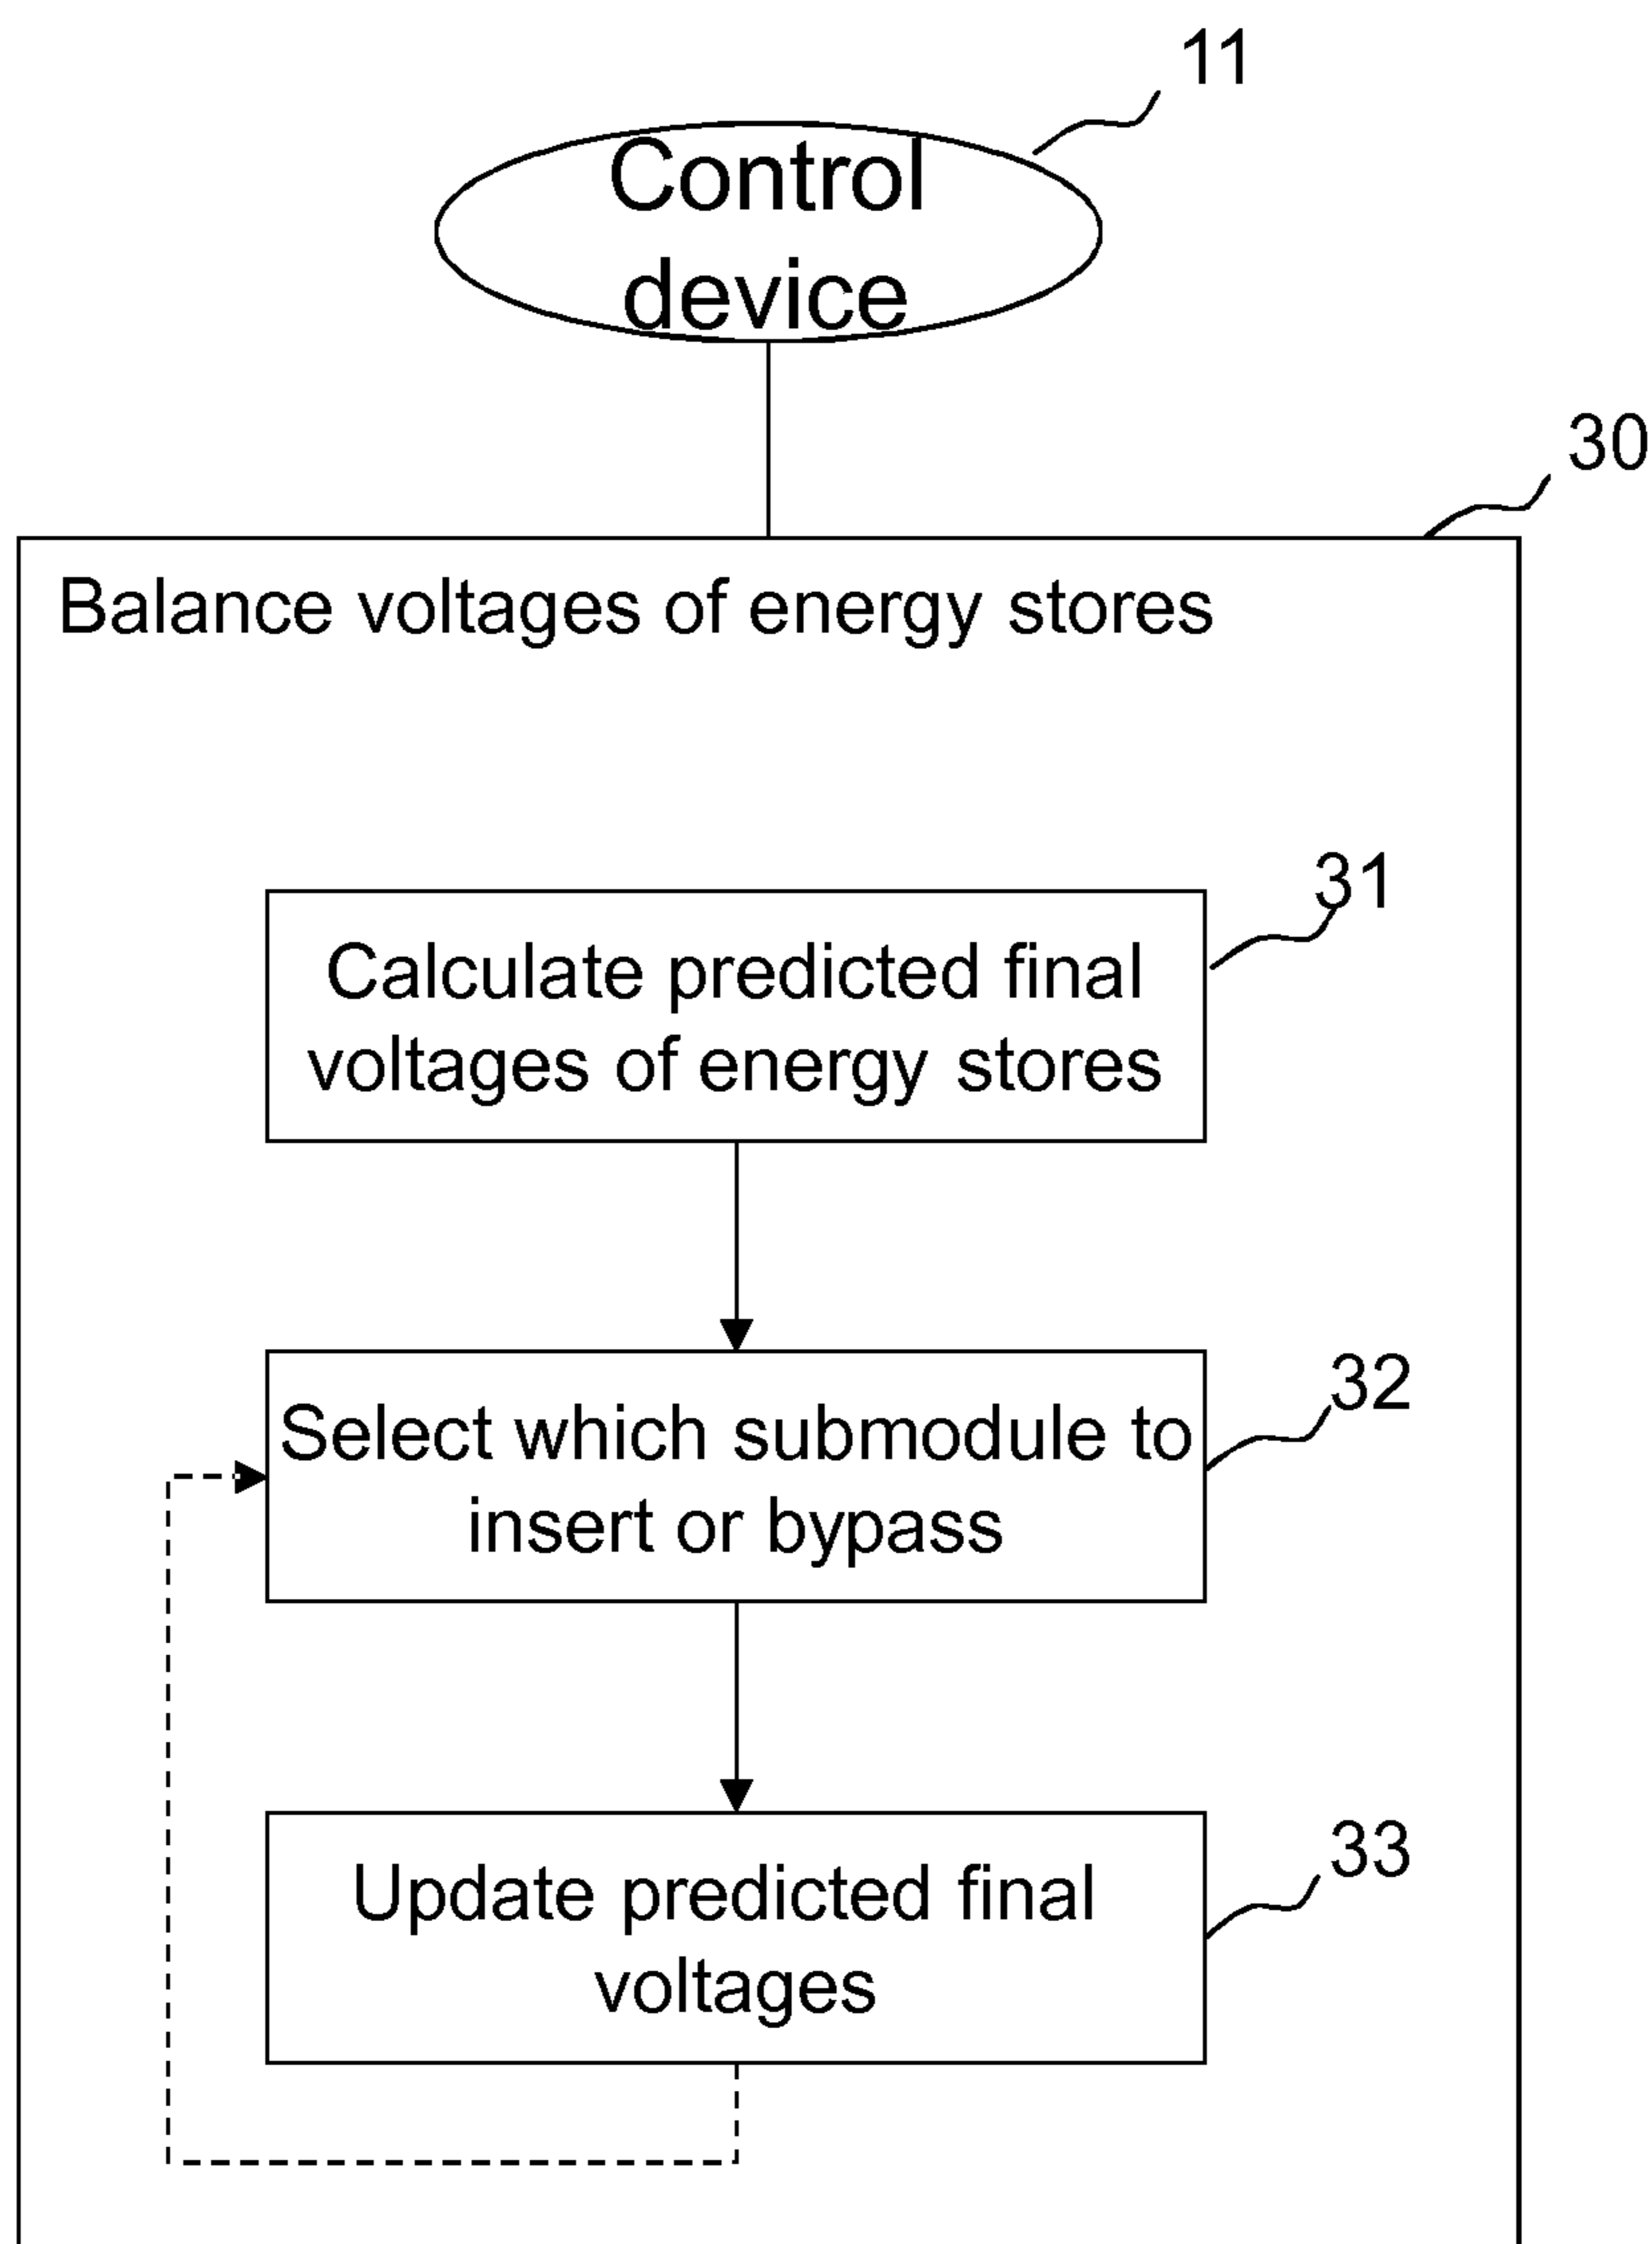 11
Control
device
30
Balance voltages of energy stores
31
Calculate predicted final
voltages of energy stores
32
Select which submodule to
insert or bypass
33
Update predicted final
voltages